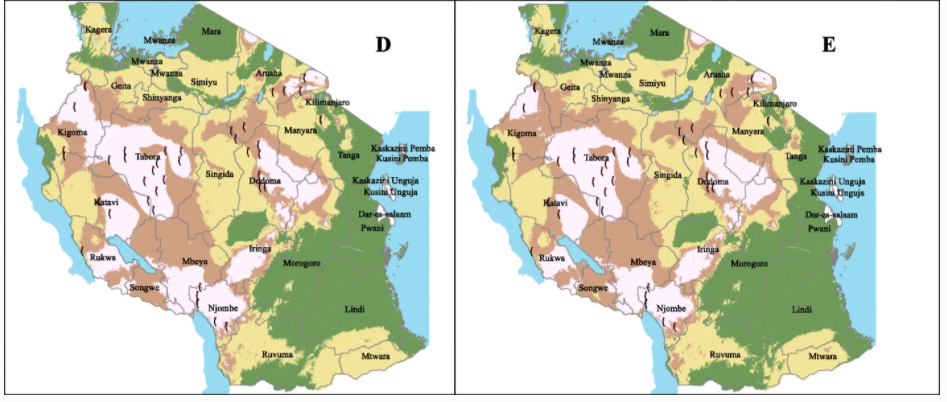 D
Kagera
Mwanza
Mara
Mwanza
Mwanza
Simiyu
Arusha
Geita
Shinyanga
Kilimanjaro
Kigoma
Manyara
Tabora
Tanga
Kaskazini Pemba
Kusini Pemba
Singida
Dodoma
Kaskazini Unguja
Kusini Unguja
Katavi
Dar-es-salaam
Pwani
Iringa
Rukwa
Mbeya
Morogoro
Songwe
Njombe
Lindi
Ruvuma
Mtwara
E
Kagera
Mwanza
Mara
Mwanza
Mwanza
Simiyu
Arusha
Geita
Shinyanga
Kilimanjaro
Kigoma
Manyara
Tabora
Tanga
Kaskazini Pemba
Kusini Pemba
Singida
Dodoma
Kaskazini Unguja
Kusini Unguja
Katavi
Dar-es-salaam
Pwani
Iringa
Rukwa
Mbeya
Morogoro
Songwe
Njombe
Lindi
Ruvuma
Mtwara